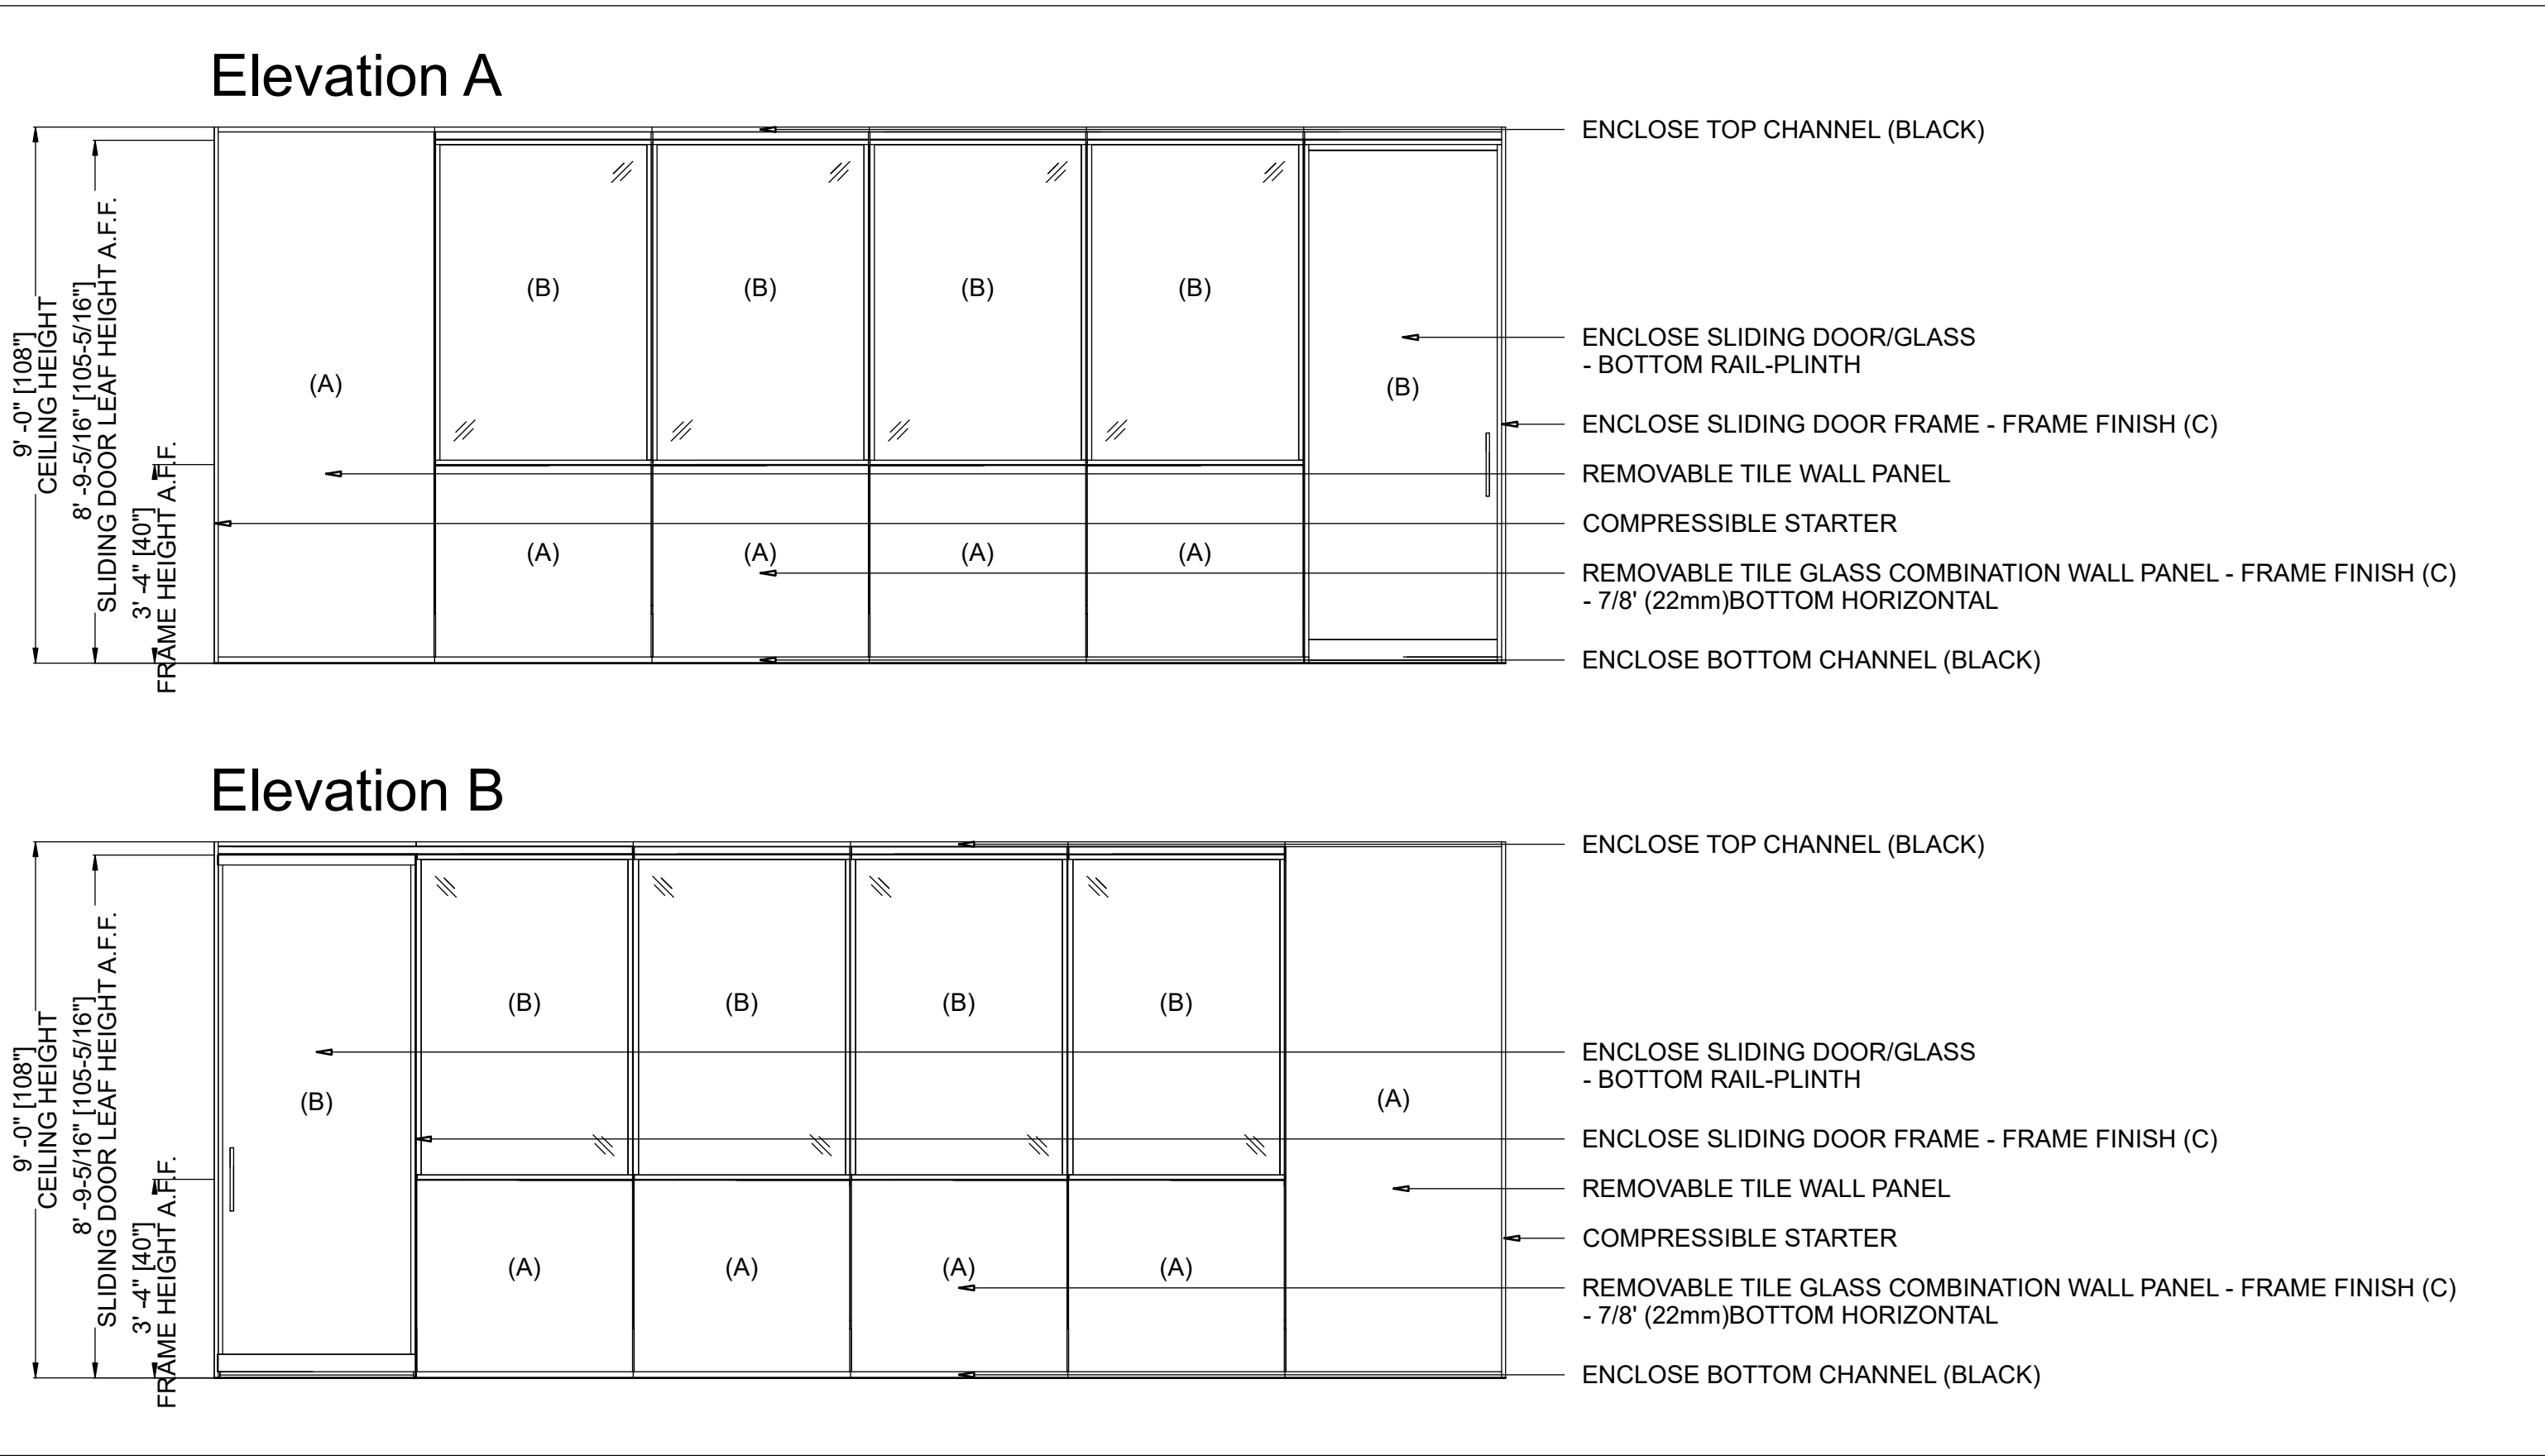 Elevation A
9' -0" [108"]
CEILING HEIGHT
8' -9-5/16" [105-5/16"]
SLIDING DOOR LEAF HEIGHT A.F.F.
3' -4" [40"]
FRAME HEIGHT A.F.F.
(B) (B) (B) (B)
(A) (B)
(A) (A) (A) (A)
ENCLOSE TOP CHANNEL (BLACK)
ENCLOSE SLIDING DOOR/GLASS
- BOTTOM RAIL-PLINTH
ENCLOSE SLIDING DOOR FRAME - FRAME FINISH (C)
REMOVABLE TILE WALL PANEL
COMPRESSIBLE STARTER
REMOVABLE TILE GLASS COMBINATION WALL PANEL - FRAME FINISH (C)
- 7/8' (22mm)BOTTOM HORIZONTAL
ENCLOSE BOTTOM CHANNEL (BLACK)
Elevation B
9' -0" [108"]
CEILING HEIGHT
8' -9-5/16" [105-5/16"]
SLIDING DOOR LEAF HEIGHT A.F.F.
3' -4" [40"]
FRAME HEIGHT A.F.F.
(B) (B) (B) (B)
(B) (A)
(A) (A) (A) (A)
ENCLOSE TOP CHANNEL (BLACK)
ENCLOSE SLIDING DOOR/GLASS
- BOTTOM RAIL-PLINTH
ENCLOSE SLIDING DOOR FRAME - FRAME FINISH (C)
REMOVABLE TILE WALL PANEL
COMPRESSIBLE STARTER
REMOVABLE TILE GLASS COMBINATION WALL PANEL - FRAME FINISH (C)
- 7/8' (22mm)BOTTOM HORIZONTAL
ENCLOSE BOTTOM CHANNEL (BLACK)